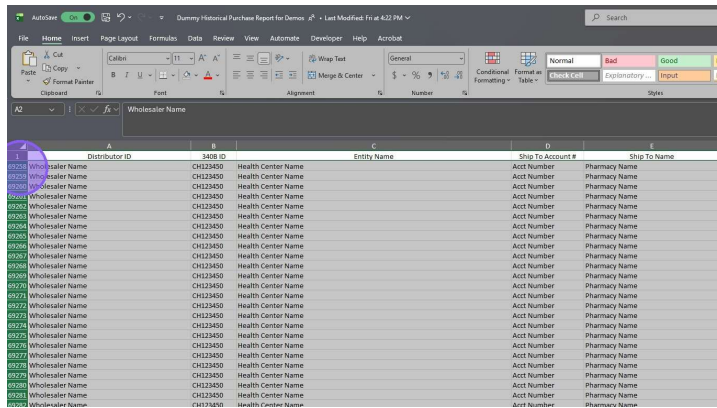 AutoSave On Dummy Historical Purchase Report for Demos • Last Modified: Fri at 4:22 PM Search
File Home Insert Page Layout Formulas Data Review View Automate Developer Help Acrobat
Paste Cut Calibri 11 A A Wrap Text General Conditional Formatting Format as Table Normal Bad Good
Copy
Format Painter B I U A Merge & Center $ % 9 Check Cell Explanatory ... Input
Clipboard Font Alignment Number Styles
A2 fx Wholesaler Name
A B C D E
1 Distributor ID 340B ID Entity Name Ship To Account # Ship To Name
69258 Wholesaler Name CH123450 Health Center Name Acct Number Pharmacy Name
69259 Wholesaler Name CH123450 Health Center Name Acct Number Pharmacy Name
69260 Wholesaler Name CH123450 Health Center Name Acct Number Pharmacy Name
69261 Wholesaler Name CH123450 Health Center Name Acct Number Pharmacy Name
69262 Wholesaler Name CH123450 Health Center Name Acct Number Pharmacy Name
69263 Wholesaler Name CH123450 Health Center Name Acct Number Pharmacy Name
69264 Wholesaler Name CH123450 Health Center Name Acct Number Pharmacy Name
69265 Wholesaler Name CH123450 Health Center Name Acct Number Pharmacy Name
69266 Wholesaler Name CH123450 Health Center Name Acct Number Pharmacy Name
69267 Wholesaler Name CH123450 Health Center Name Acct Number Pharmacy Name
69268 Wholesaler Name CH123450 Health Center Name Acct Number Pharmacy Name
69269 Wholesaler Name CH123450 Health Center Name Acct Number Pharmacy Name
69270 Wholesaler Name CH123450 Health Center Name Acct Number Pharmacy Name
69271 Wholesaler Name CH123450 Health Center Name Acct Number Pharmacy Name
69272 Wholesaler Name CH123450 Health Center Name Acct Number Pharmacy Name
69273 Wholesaler Name CH123450 Health Center Name Acct Number Pharmacy Name
69274 Wholesaler Name CH123450 Health Center Name Acct Number Pharmacy Name
69275 Wholesaler Name CH123450 Health Center Name Acct Number Pharmacy Name
69276 Wholesaler Name CH123450 Health Center Name Acct Number Pharmacy Name
69277 Wholesaler Name CH123450 Health Center Name Acct Number Pharmacy Name
69278 Wholesaler Name CH123450 Health Center Name Acct Number Pharmacy Name
69279 Wholesaler Name CH123450 Health Center Name Acct Number Pharmacy Name
69280 Wholesaler Name CH123450 Health Center Name Acct Number Pharmacy Name
69281 Wholesaler Name CH123450 Health Center Name Acct Number Pharmacy Name
69282 Wholesaler Name CH123450 Health Center Name Acct Number Pharmacy Name